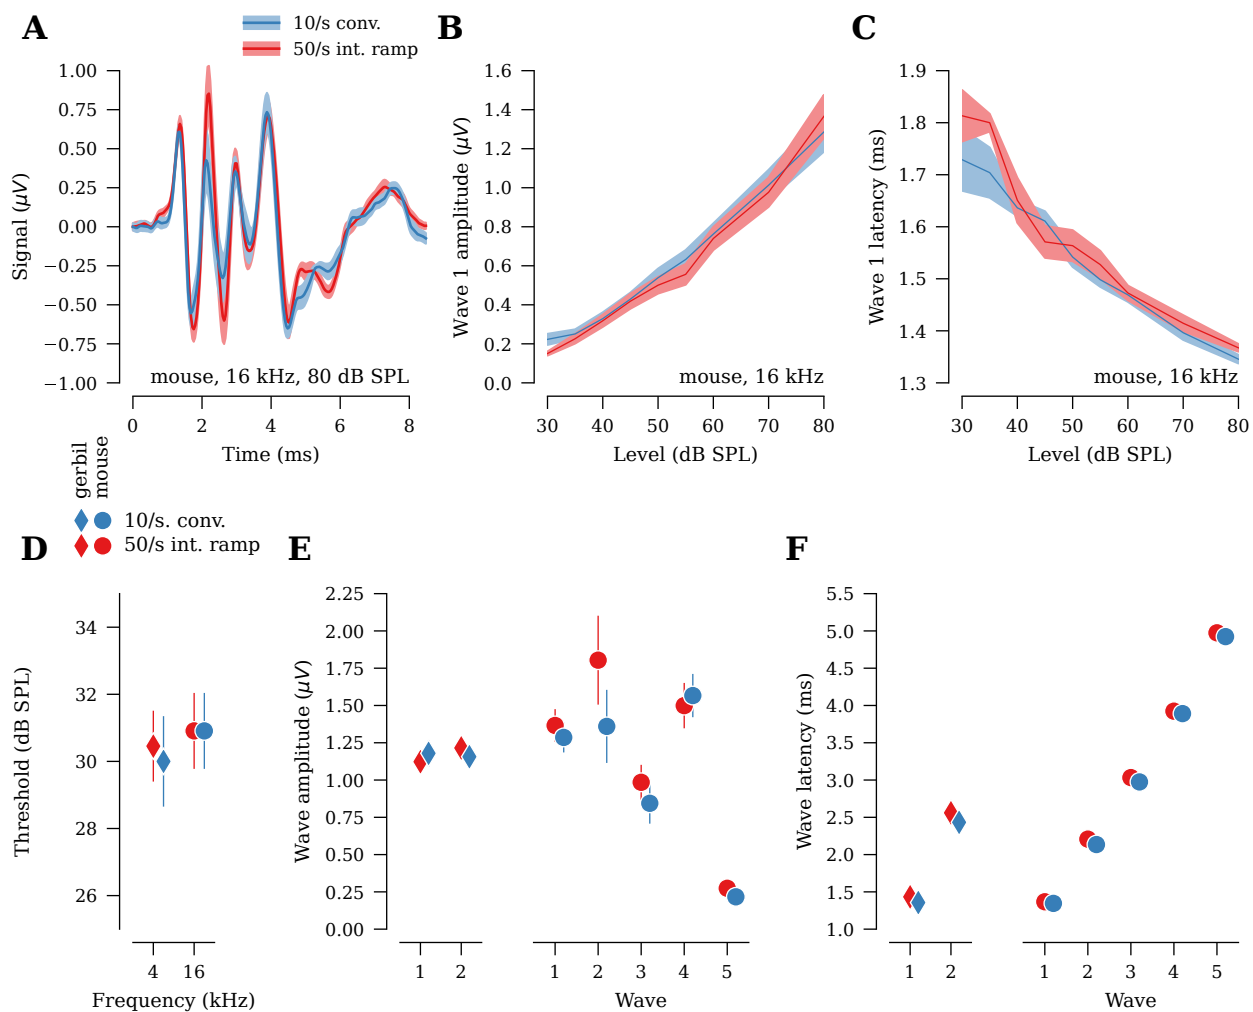 A
10/s conv.
50/s int. ramp
B
C
1.00
0.75
0.50
0.25
0.00
−0.25
−0.50
−0.75
−1.00
Signal (μV)
mouse, 16 kHz, 80 dB SPL
0 2 4 6 8
Time (ms)
1.6
1.4
1.2
1.0
0.8
0.6
0.4
0.2
0.0
Wave 1 amplitude (μV)
mouse, 16 kHz
30 40 50 60 70 80
Level (dB SPL)
1.9
1.8
1.7
1.6
1.5
1.4
1.3
Wave 1 latency (ms)
mouse, 16 kHz
30 40 50 60 70 80
Level (dB SPL)
gerbil
mouse
10/s. conv.
50/s int. ramp
D
E
F
34
32
30
28
26
Threshold (dB SPL)
4 16
Frequency (kHz)
2.25
2.00
1.75
1.50
1.25
1.00
0.75
0.50
0.25
0.00
Wave amplitude (μV)
1 2 1 2 3 4 5
Wave
5.5
5.0
4.5
4.0
3.5
3.0
2.5
2.0
1.5
1.0
Wave latency (ms)
1 2 1 2 3 4 5
Wave